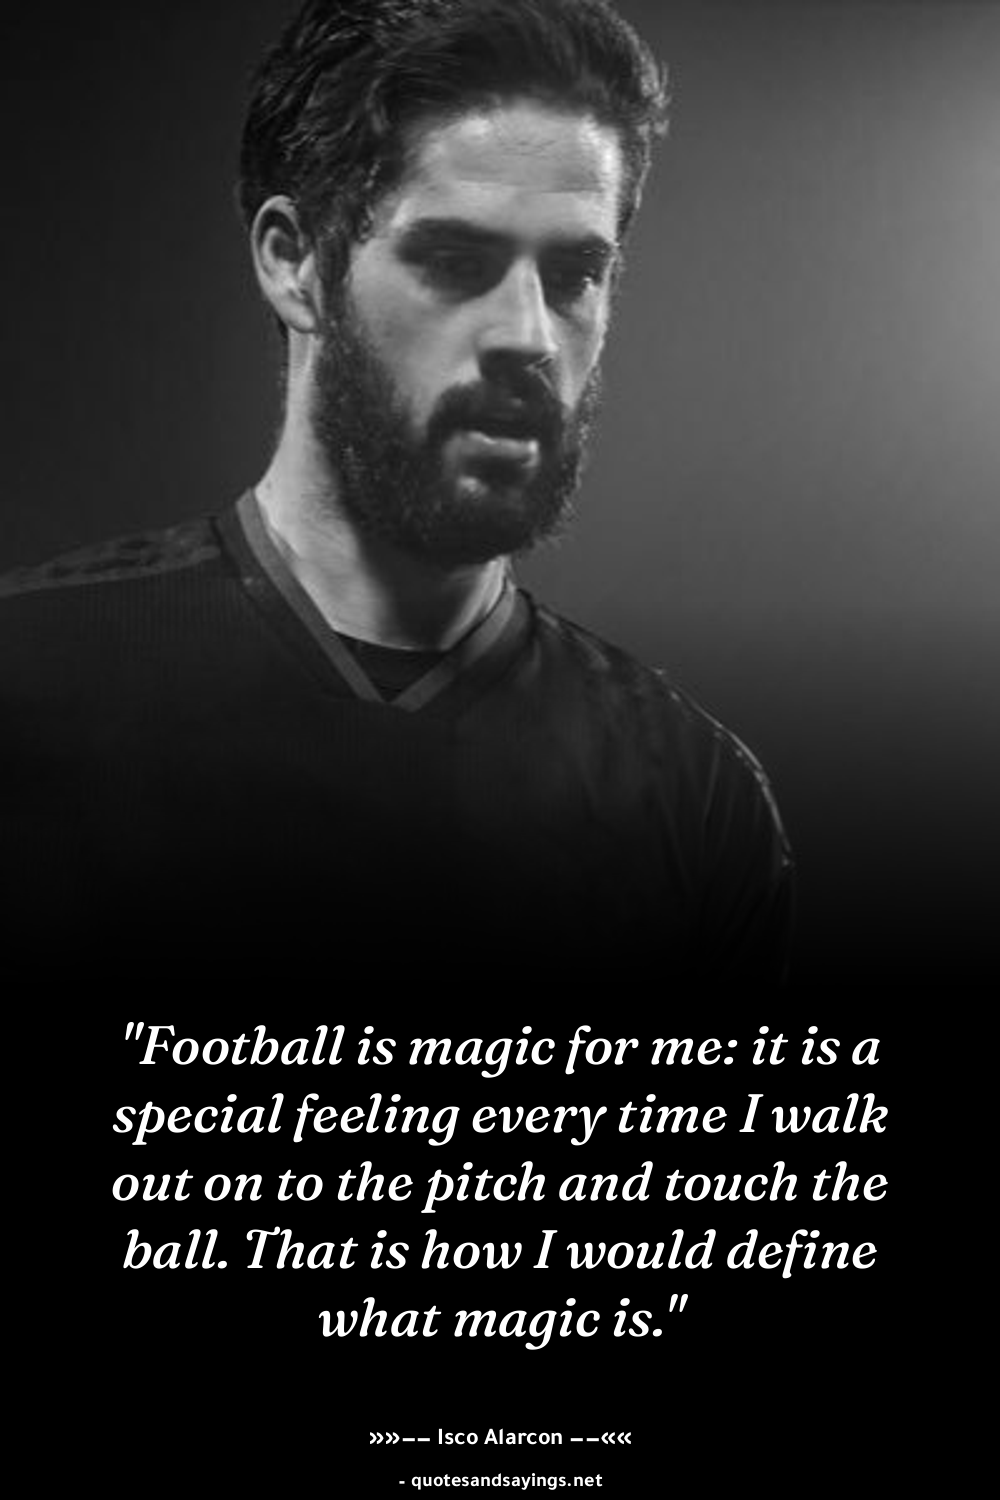 "Football is magic for me: it is a
special feeling every time I walk
out on to the pitch and touch the
ball. That is how I would define
what magic is."
»»–– Isco Alarcon ––««
- quotesandsayings.net